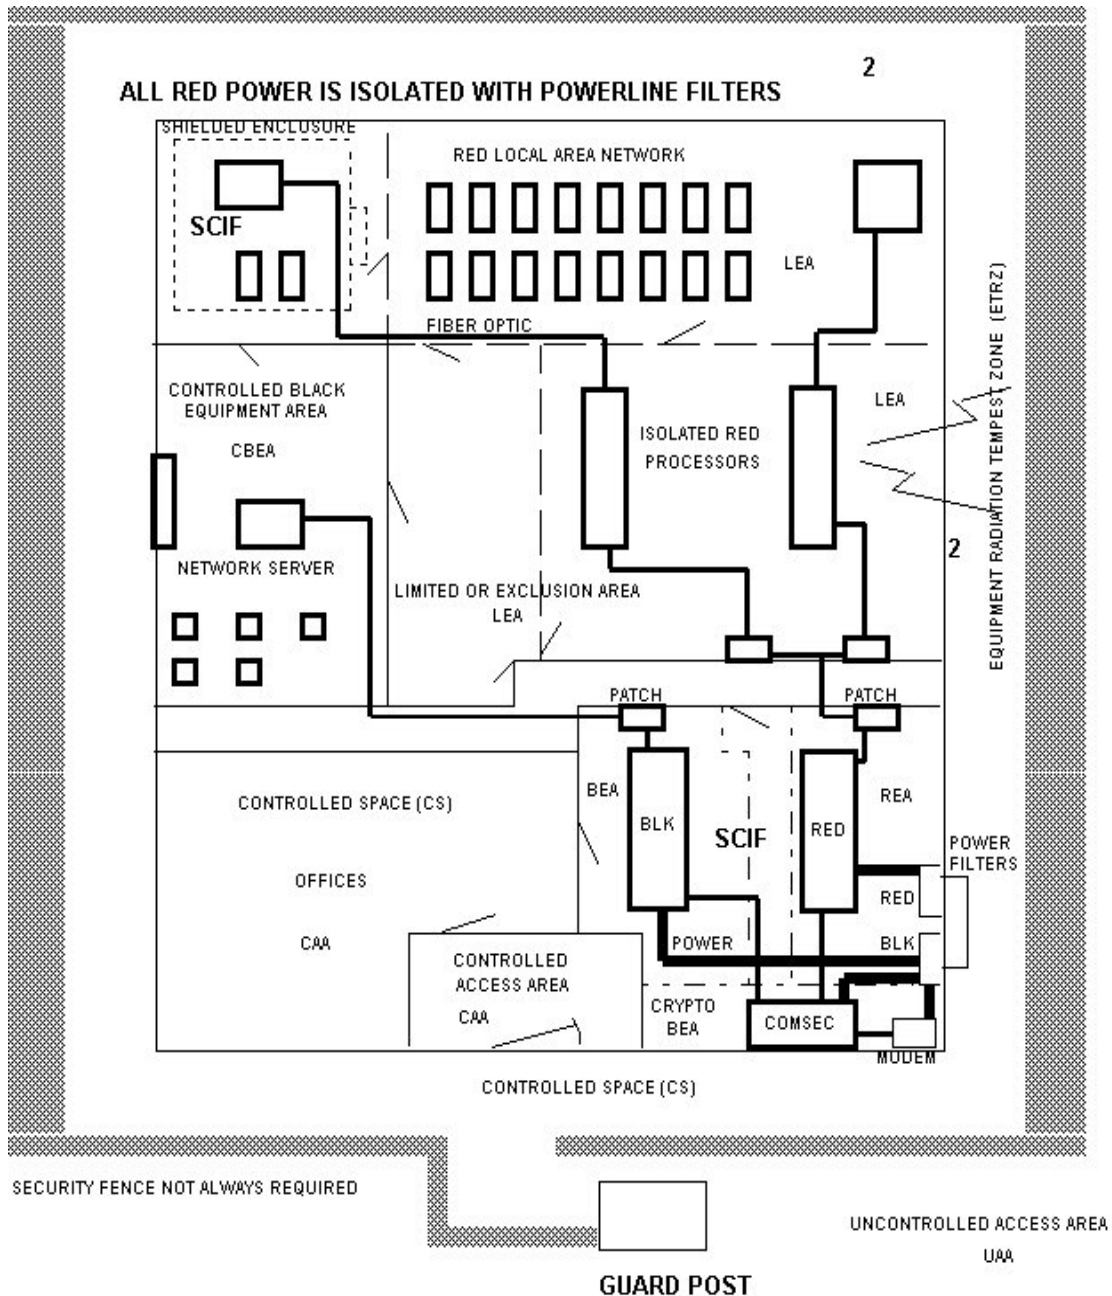 2
ALL RED POWER IS ISOLATED WITH POWERLINE FILTERS
SHIELDED ENCLOSURE
RED LOCAL AREA NETWORK
SCIF
LEA
FIBER OPTIC
CONTROLLED BLACK
EQUIPMENT AREA
CBEA
LEA
ISOLATED RED
PROCESSORS
EQUIPMENT RADIATION TEMPEST ZONE (ETRZ)
2
NETWORK SERVER
LIMITED OR EXCLUSION AREA
LEA
PATCH
PATCH
CONTROLLED SPACE (CS)
BEA
BLK
SCIF
RED
REA
POWER
FILTERS
OFFICES
RED
CAA
POWER
BLK
CONTROLLED
ACCESS AREA
CAA
CRYPTO
BEA
COMSEC
MODEM
CONTROLLED SPACE (CS)
SECURITY FENCE NOT ALWAYS REQUIRED
UNCONTROLLED ACCESS AREA
UAA
GUARD POST